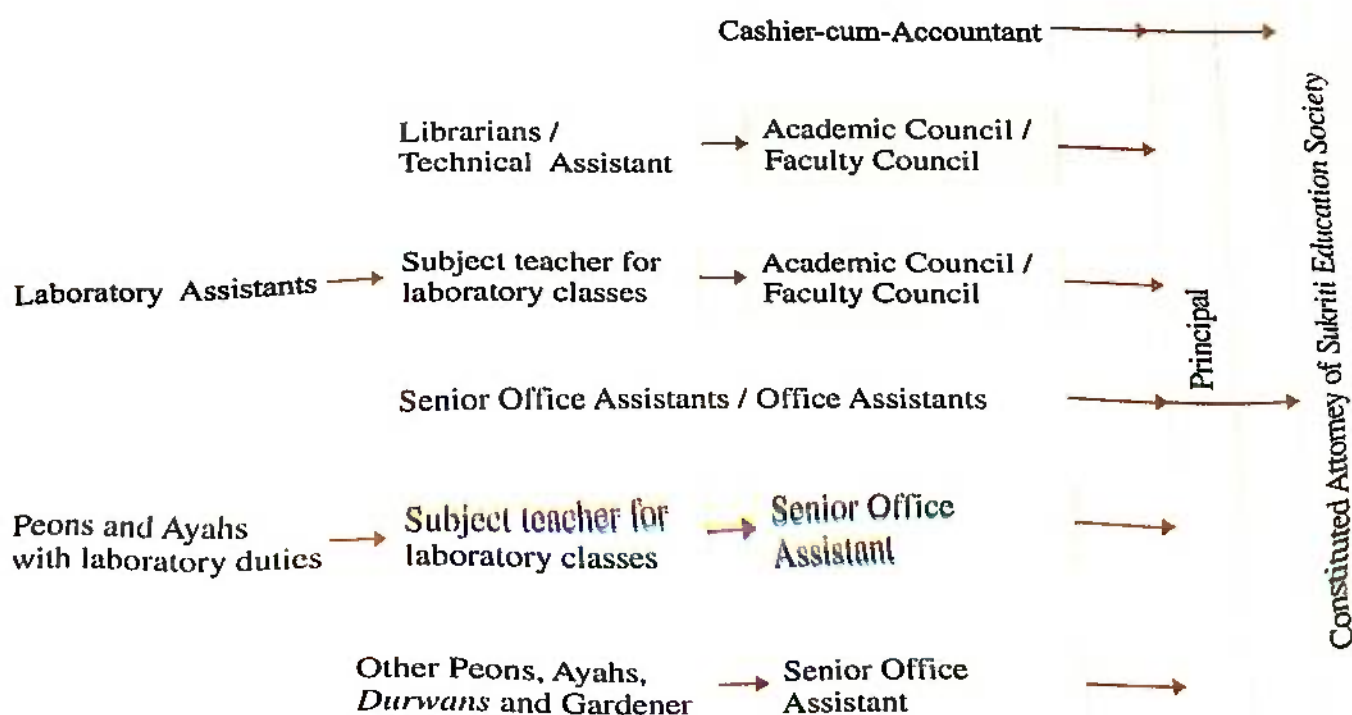 Cashier-cum-Accountant
Librarians /
Technical Assistant
Academic Council /
Faculty Council
Laboratory Assistants
Subject teacher for
laboratory classes
Academic Council /
Faculty Council
Senior Office Assistants / Office Assistants
Peons and Ayahs
with laboratory duties
Subject teacher for
laboratory classes
Senior Office
Assistant
Other Peons, Ayahs,
Durwans and Gardener
Senior Office
Assistant
Principal
Constituted Attorney of Sukriti Education Society